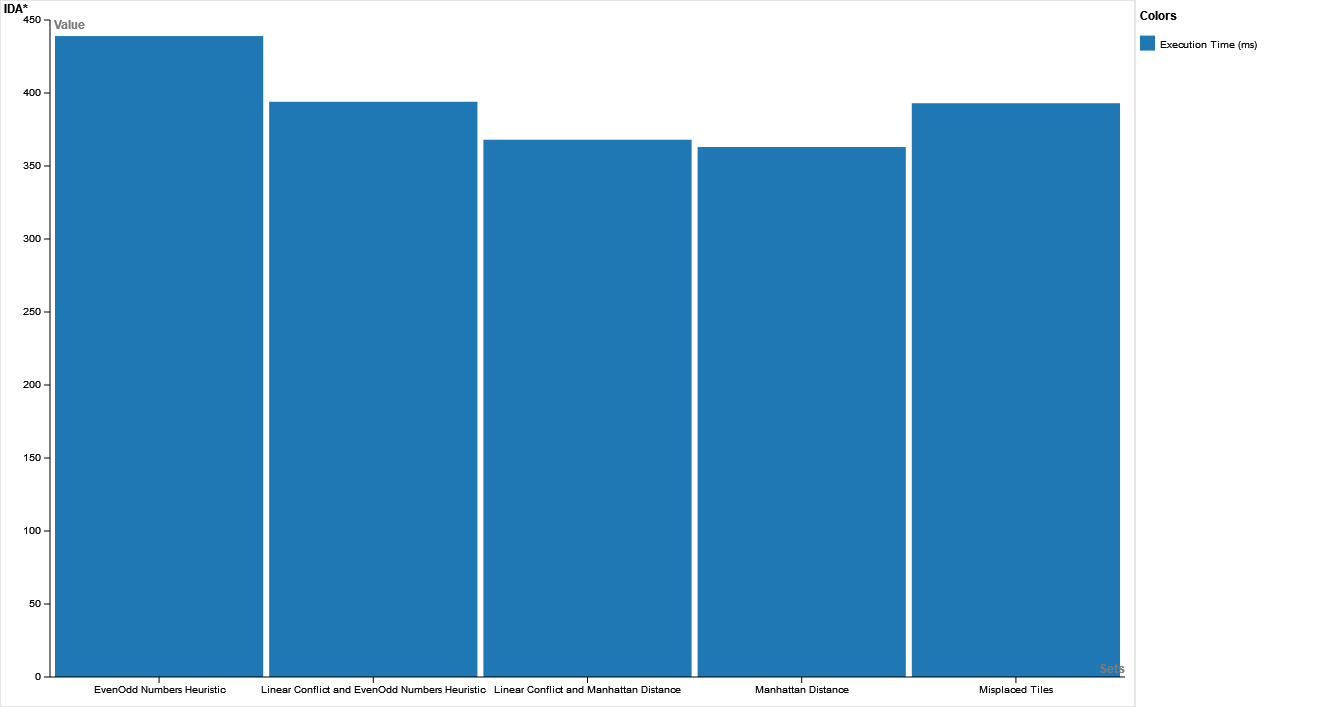 IDA*
Value
450
400
350
300
250
200
150
100
50
0
EvenOdd Numbers Heuristic
Linear Conflict and EvenOdd Numbers Heuristic
Linear Conflict and Manhattan Distance
Manhattan Distance
Misplaced Tiles
Sets
Colors
Execution Time (ms)